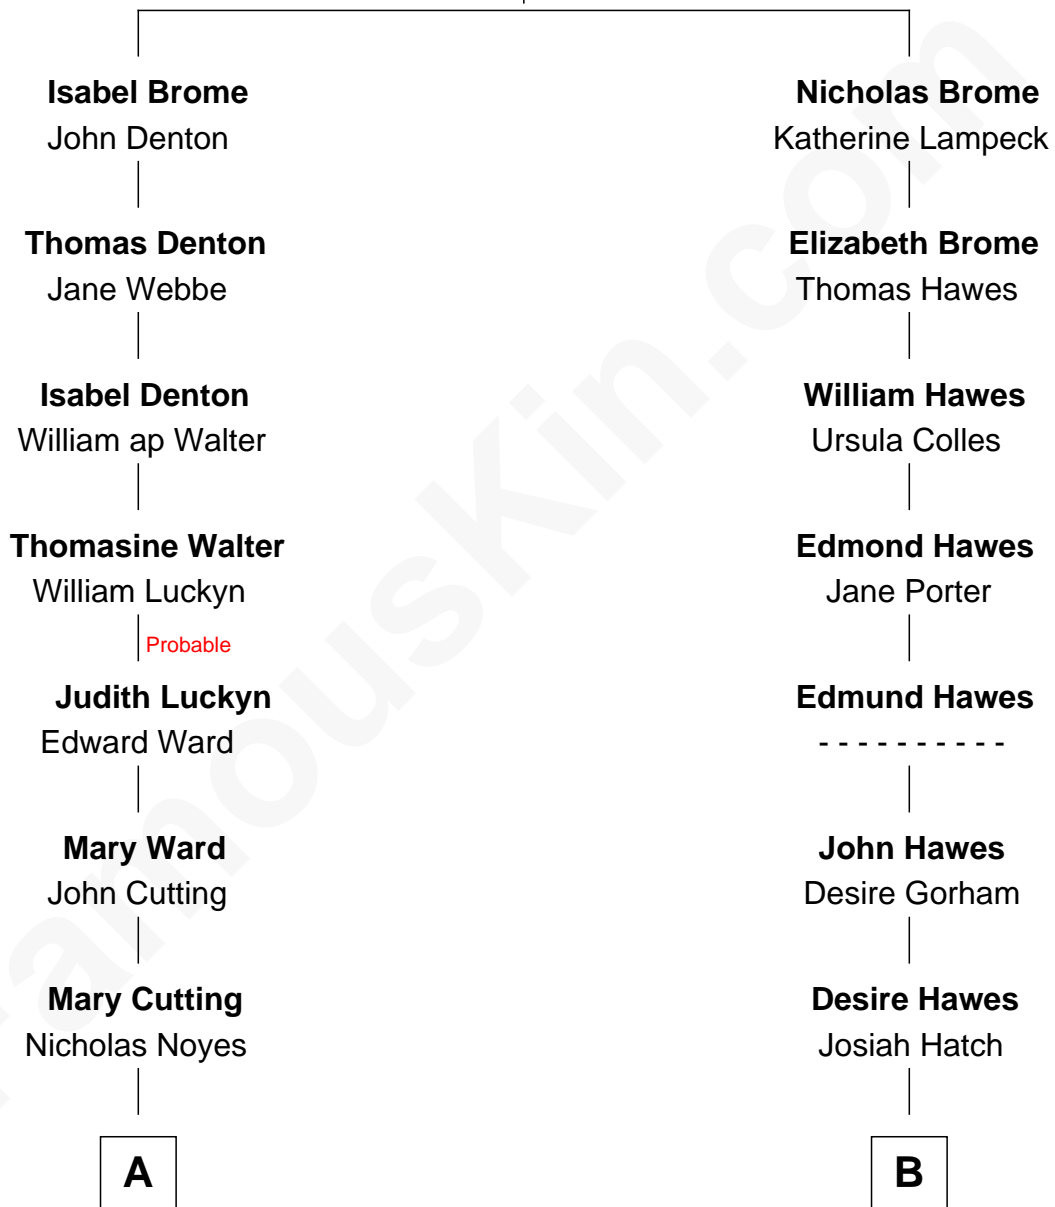 Isabel Brome
John Denton
Nicholas Brome
Katherine Lampeck
Thomas Denton
Jane Webbe
Elizabeth Brome
Thomas Hawes
Isabel Denton
William ap Walter
William Hawes
Ursula Colles
Thomasine Walter
William Luckyn
Edmond Hawes
Jane Porter
Probable
Judith Luckyn
Edward Ward
Edmund Hawes
- - - - - - - - - -
Mary Ward
John Cutting
John Hawes
Desire Gorham
Mary Cutting
Nicholas Noyes
Desire Hawes
Josiah Hatch
A
B
FamousKin.com